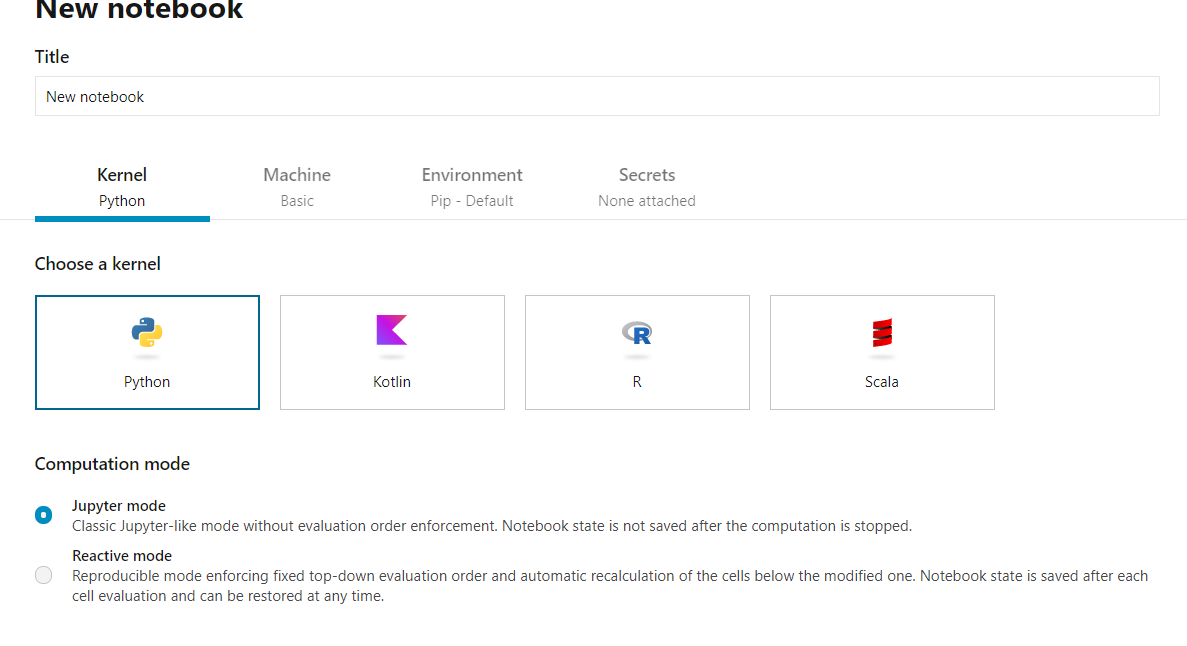 New notebook
Title
New notebook
Kernel Machine Environment Secrets
Python Basic Pip - Default None attached
Choose a kernel
Python Kotlin R Scala
Computation mode
Jupyter mode
Classic Jupyter-like mode without evaluation order enforcement. Notebook state is not saved after the computation is stopped.
Reactive mode
Reproducible mode enforcing fixed top-down evaluation order and automatic recalculation of the cells below the modified one. Notebook state is saved after each
cell evaluation and can be restored at any time.